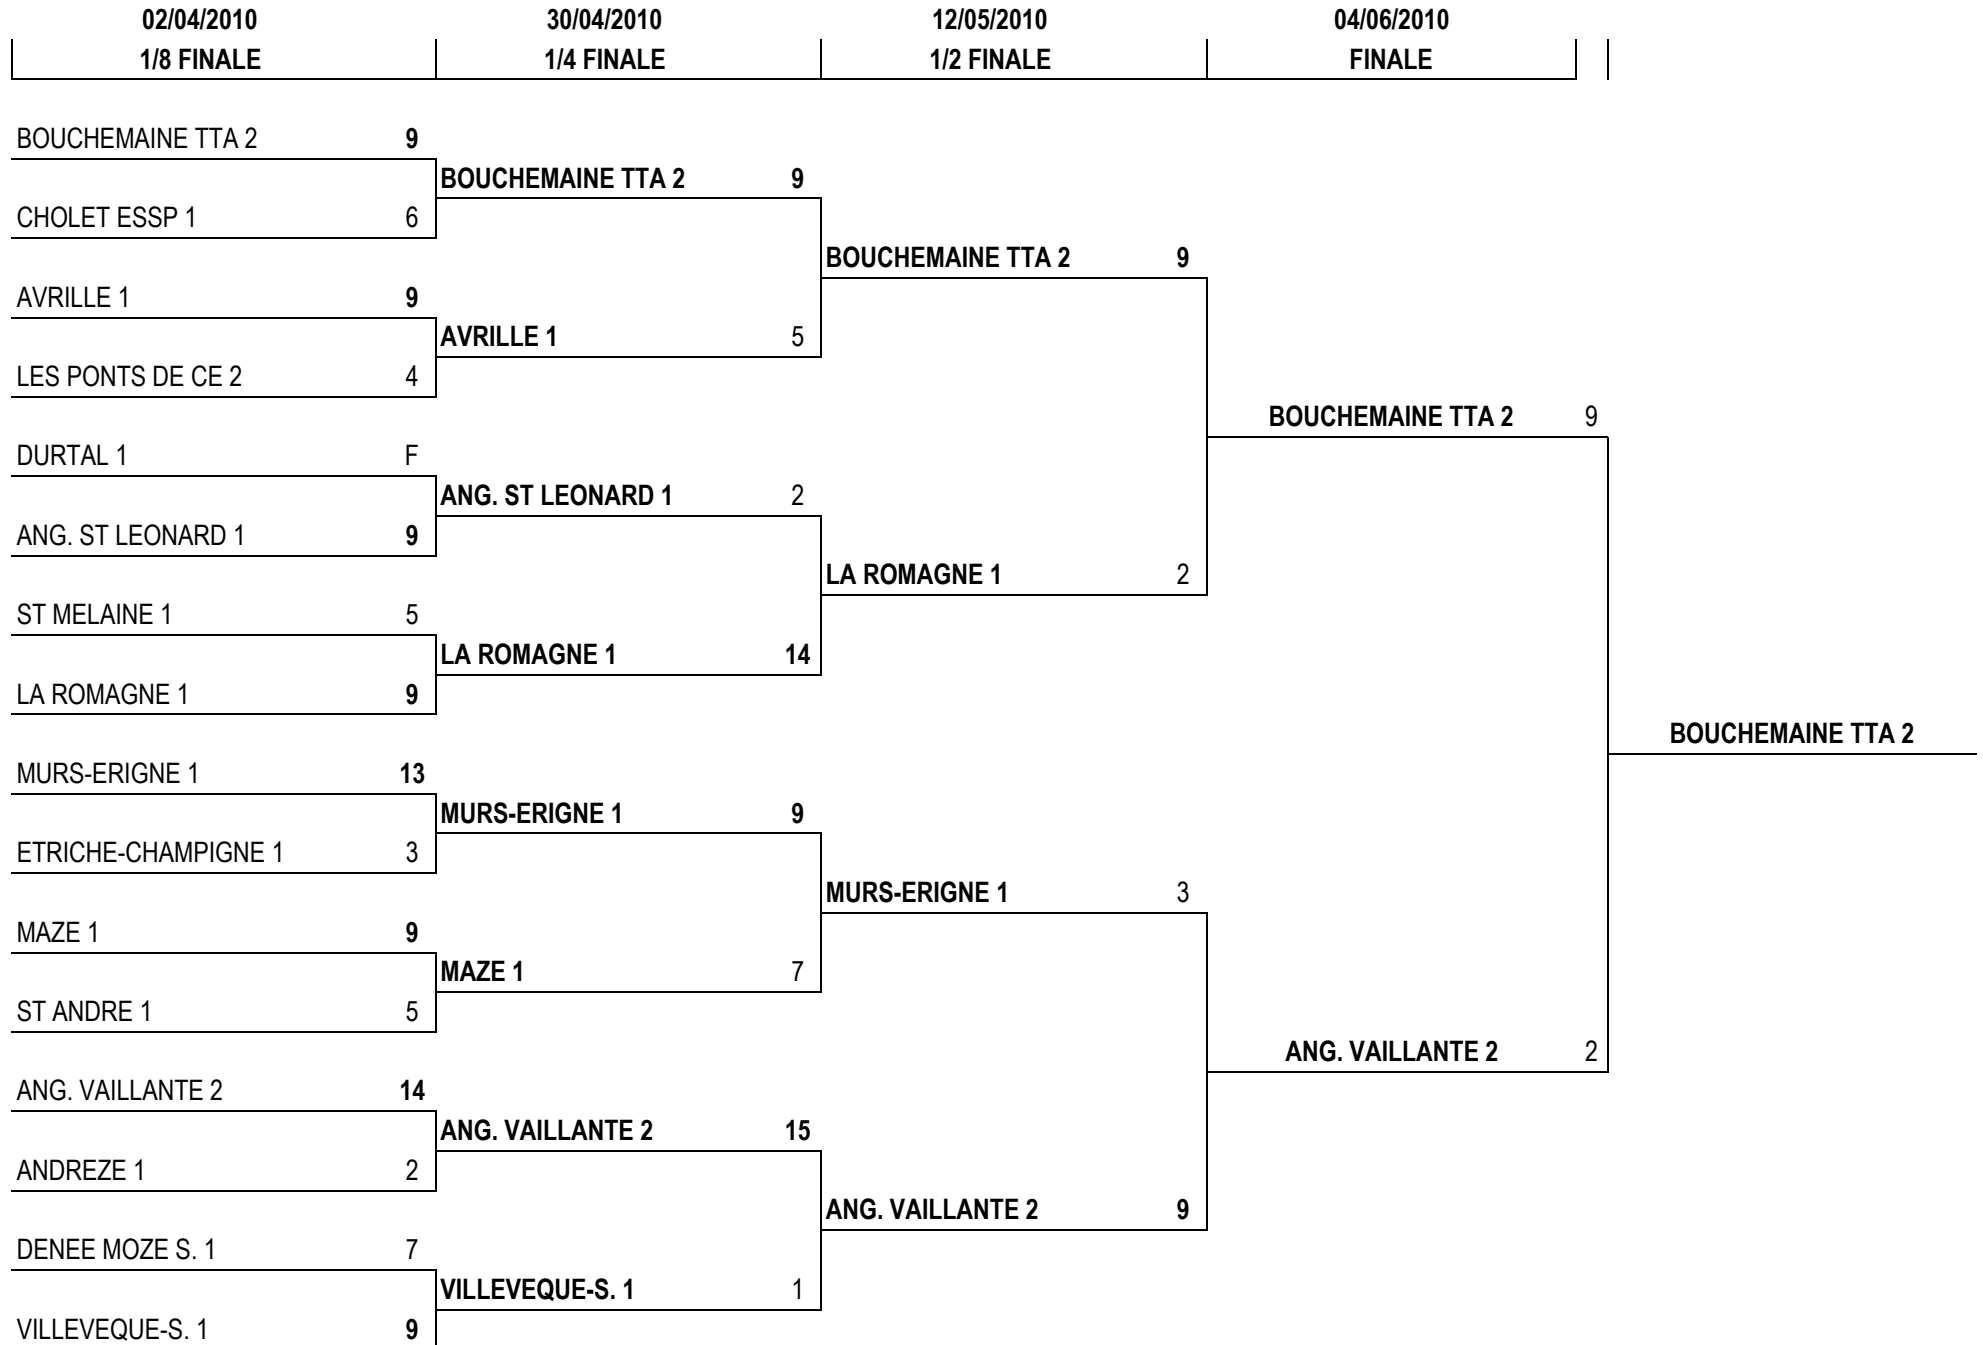 02/04/2010 30/04/2010 12/05/2010 04/06/2010
1/8 FINALE 1/4 FINALE 1/2 FINALE FINALE
BOUCHEMAINE TTA 2 9
BOUCHEMAINE TTA 2 9
CHOLET ESSP 1 6
BOUCHEMAINE TTA 2 9
AVRILLE 1 9
AVRILLE 1 5
LES PONTS DE CE 2 4
BOUCHEMAINE TTA 2 9
DURTAL 1 F
ANG. ST LEONARD 1 2
ANG. ST LEONARD 1 9
LA ROMAGNE 1 2
ST MELAINE 1 5
LA ROMAGNE 1 14
LA ROMAGNE 1 9
BOUCHEMAINE TTA 2
MURS-ERIGNE 1 13
MURS-ERIGNE 1 9
ETRICHE-CHAMPIGNE 1 3
MURS-ERIGNE 1 3
MAZE 1 9
MAZE 1 7
ST ANDRE 1 5
ANG. VAILLANTE 2 2
ANG. VAILLANTE 2 14
ANG. VAILLANTE 2 15
ANDREZE 1 2
ANG. VAILLANTE 2 9
DENEE MOZE S. 1 7
VILLEVEQUE-S. 1 1
VILLEVEQUE-S. 1 9